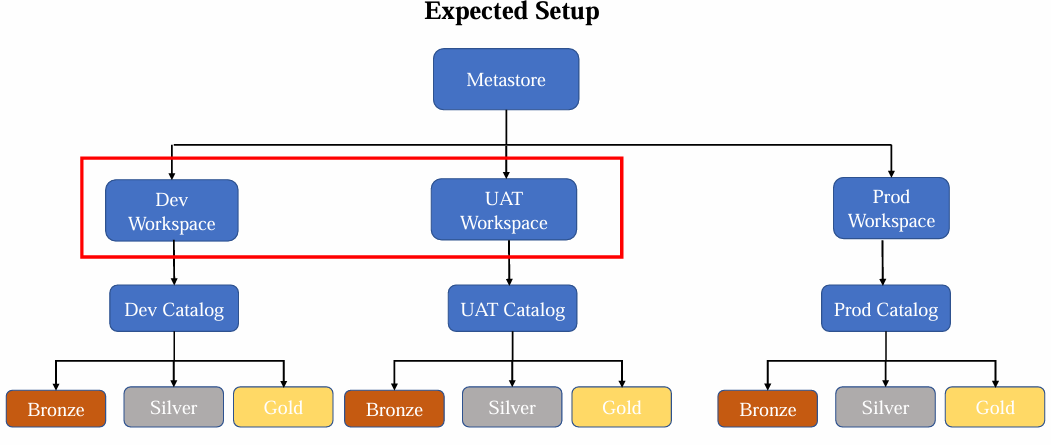 Expected Setup
Metastore
Dev
Workspace
UAT
Workspace
Prod
Workspace
Dev Catalog
UAT Catalog
Prod Catalog
Bronze
Silver
Gold
Bronze
Silver
Gold
Bronze
Silver
Gold